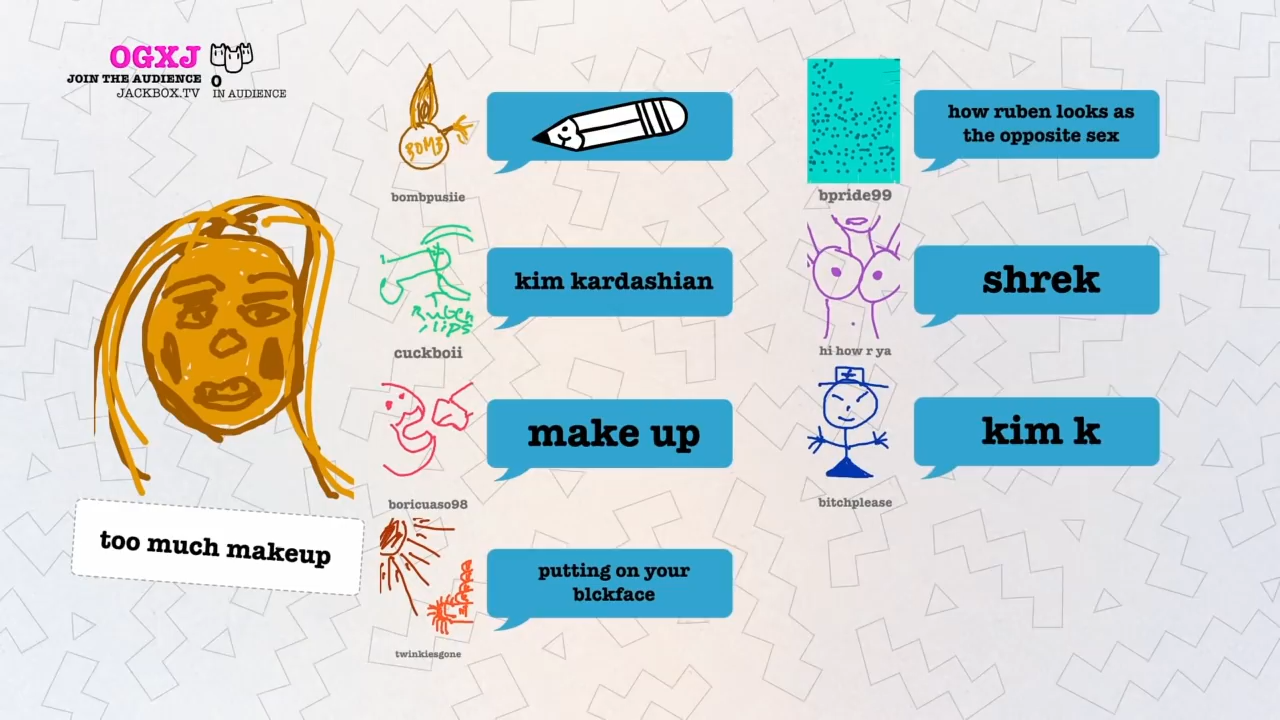 OGXJ
JOIN THE AUDIENCE
JACKBOX.TV
0
IN AUDIENCE
too much makeup
BOMB
bombpusiie
kim kardashian
Ruben
lips
cuckboii
make up
boricuaso98
putting on your
blckface
twinkiesgone
how ruben looks as
the opposite sex
bpride99
shrek
hi how r ya
kim k
bitchplease